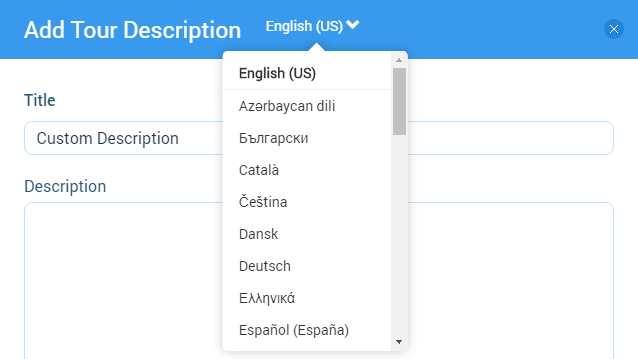 Add Tour Description
English (US)
English (US)
Title
Azərbaycan dili
Custom Description
Български
Català
Description
Čeština
Dansk
Deutsch
Ελληνικά
Español (España)